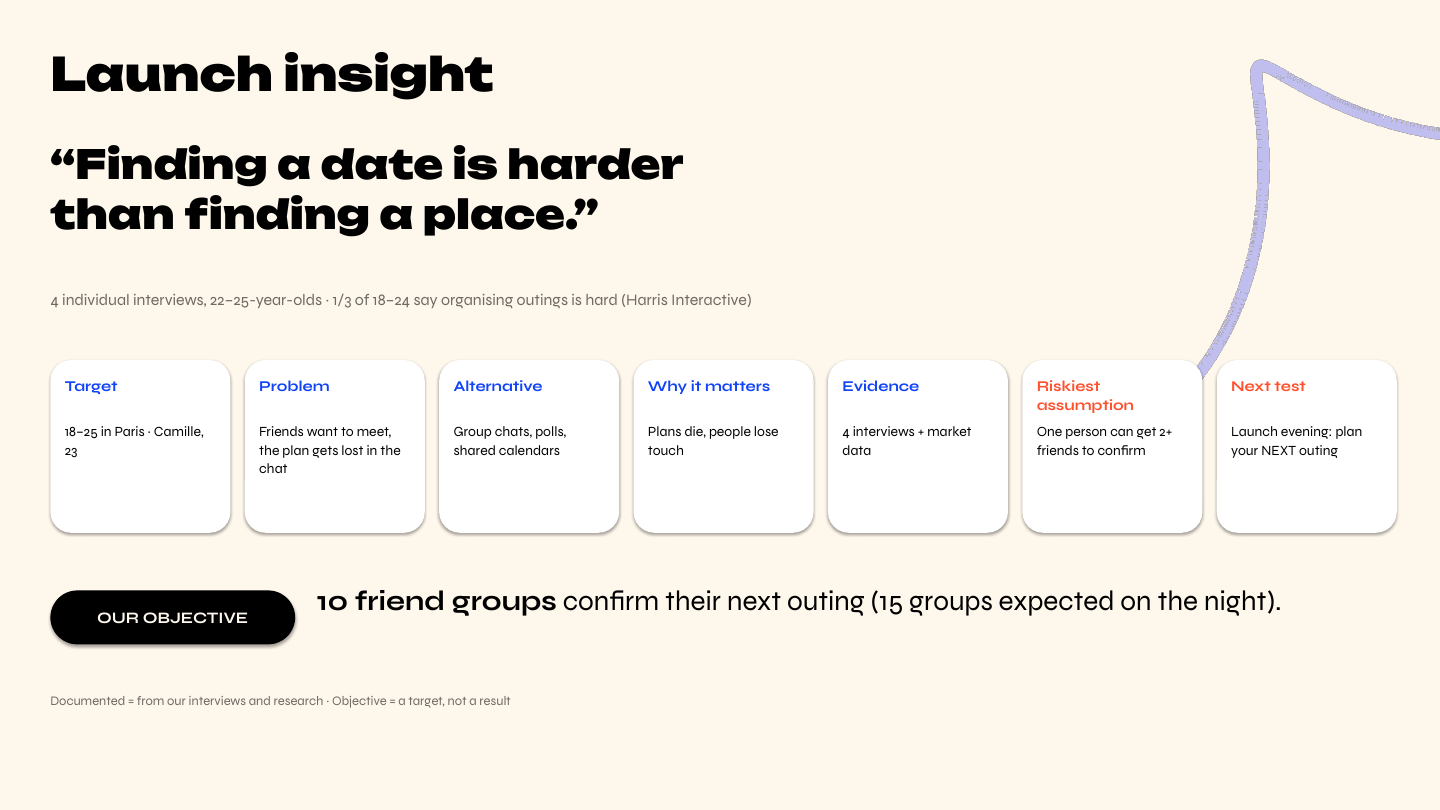 Launch insight
“Finding a date is harder
than finding a place.”
4 individual interviews, 22–25-year-olds · 1/3 of 18–24 say organising outings is hard (Harris Interactive)
Target
18–25 in Paris · Camille,
23
Problem
Friends want to meet,
the plan gets lost in the
chat
Alternative
Group chats, polls,
shared calendars
Why it matters
Plans die, people lose
touch
Evidence
4 interviews + market
data
Riskiest
assumption
One person can get 2+
friends to confirm
Next test
Launch evening: plan
your NEXT outing
OUR OBJECTIVE
10 friend groups confirm their next outing (15 groups expected on the night).
Documented = from our interviews and research · Objective = a target, not a result